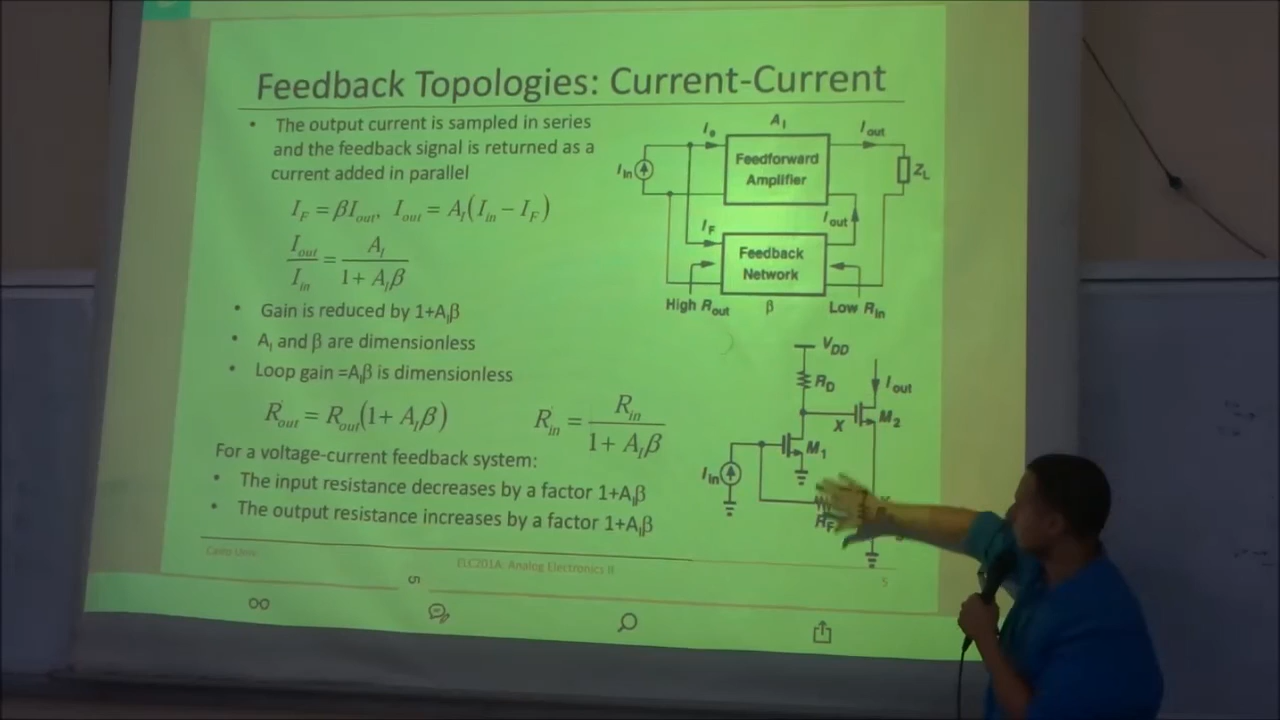 Feedback Topologies: Current-Current
• The output current is sampled in series
and the feedback signal is returned as a
current added in parallel
I_F = βI_out, I_out = A_I(I_in − I_F)
I_out / I_in = A_I / (1 + A_Iβ)
• Gain is reduced by 1+A_Iβ
• A_I and β are dimensionless
• Loop gain =A_Iβ is dimensionless
R_out = R_out(1 + A_Iβ)
R_in = R_in / (1 + A_Iβ)
For a voltage-current feedback system:
• The input resistance decreases by a factor 1+A_Iβ
• The output resistance increases by a factor 1+A_Iβ
A_I
I_e
I_out
I_in
Feedforward
Amplifier
Z_L
I_out
I_F
Feedback
Network
High R_out
β
Low R_in
V_DD
R_D
I_out
X
M_2
M_1
I_in
R_F
ELC201A: Analog Electronics II
5
5